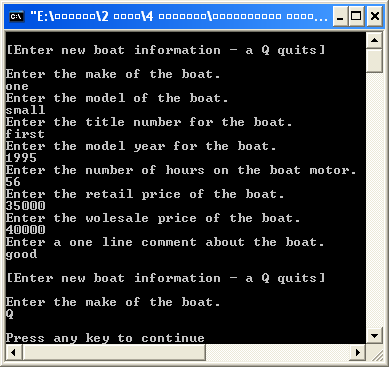 "E:\□□□□□□\2 □□□□\4 □□□□□□□\□□□□□□□□□□ □□□□...
[Enter new boat information - a Q quits]
Enter the make of the boat.
one
Enter the model of the boat.
small
Enter the title number for the boat.
first
Enter the model year for the boat.
1995
Enter the number of hours on the boat motor.
56
Enter the retail price of the boat.
35000
Enter the wolesale price of the boat.
40000
Enter a one line comment about the boat.
good
[Enter new boat information - a Q quits]
Enter the make of the boat.
Q
Press any key to continue